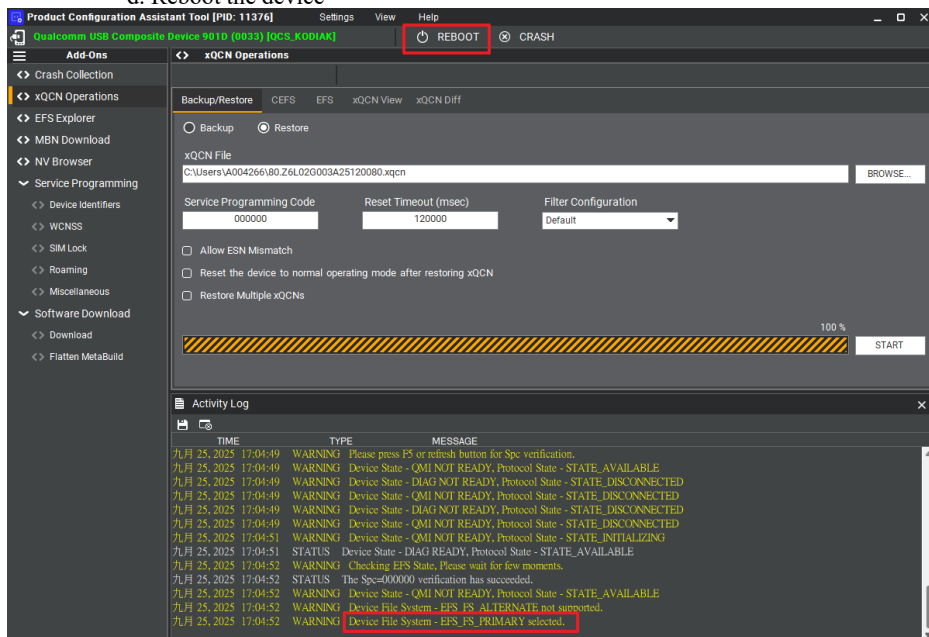 d. Reboot the device
Product Configuration Assistant Tool [PID: 11376] Settings View Help
Qualcomm USB Composite Device 901D (0033) [QCS_KODIAK] REBOOT CRASH
Add-Ons
xQCN Operations
Crash Collection
xQCN Operations
EFS Explorer
MBN Download
NV Browser
Service Programming
Device Identifiers
WCNSS
SIM Lock
Roaming
Miscellaneous
Software Download
Download
Flatten MetaBuild
Backup/Restore CEFS EFS xQCN View xQCN Diff
Backup Restore
xQCN File
C:\Users\A004266\80.Z6L02G003A25120080.xqcn BROWSE...
Service Programming Code Reset Timeout (msec) Filter Configuration
000000 120000 Default
Allow ESN Mismatch
Reset the device to normal operating mode after restoring xQCN
Restore Multiple xQCNs
100 %
START
Activity Log
TIME TYPE MESSAGE
九月 25, 2025 17:04:49 WARNING Please press F5 or refresh button for Spc verification.
九月 25, 2025 17:04:49 WARNING Device State - QMI NOT READY, Protocol State - STATE_AVAILABLE
九月 25, 2025 17:04:49 WARNING Device State - DIAG NOT READY, Protocol State - STATE_DISCONNECTED
九月 25, 2025 17:04:49 WARNING Device State - QMI NOT READY, Protocol State - STATE_DISCONNECTED
九月 25, 2025 17:04:49 WARNING Device State - DIAG NOT READY, Protocol State - STATE_DISCONNECTED
九月 25, 2025 17:04:49 WARNING Device State - QMI NOT READY, Protocol State - STATE_DISCONNECTED
九月 25, 2025 17:04:51 WARNING Device State - QMI NOT READY, Protocol State - STATE_INITIALIZING
九月 25, 2025 17:04:51 STATUS Device State - DIAG READY, Protocol State - STATE_AVAILABLE
九月 25, 2025 17:04:52 WARNING Checking EFS State, Please wait for few moments.
九月 25, 2025 17:04:52 STATUS The Spc=000000 verification has succeeded.
九月 25, 2025 17:04:52 WARNING Device State - QMI NOT READY, Protocol State - STATE_AVAILABLE
九月 25, 2025 17:04:52 WARNING Device File System - EFS_FS_ALTERNATE not supported.
九月 25, 2025 17:04:52 WARNING Device File System - EFS_FS_PRIMARY selected.